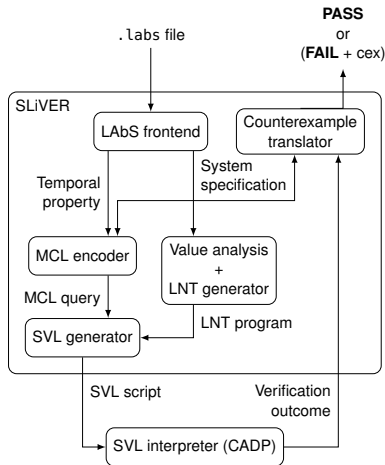 PASS
or
(FAIL + cex)
.labs file
SLiVER
LAbS frontend
Counterexample
translator
Temporal
property
System
specification
MCL encoder
Value analysis
+
LNT generator
MCL query
LNT program
SVL generator
SVL script
Verification
outcome
SVL interpreter (CADP)